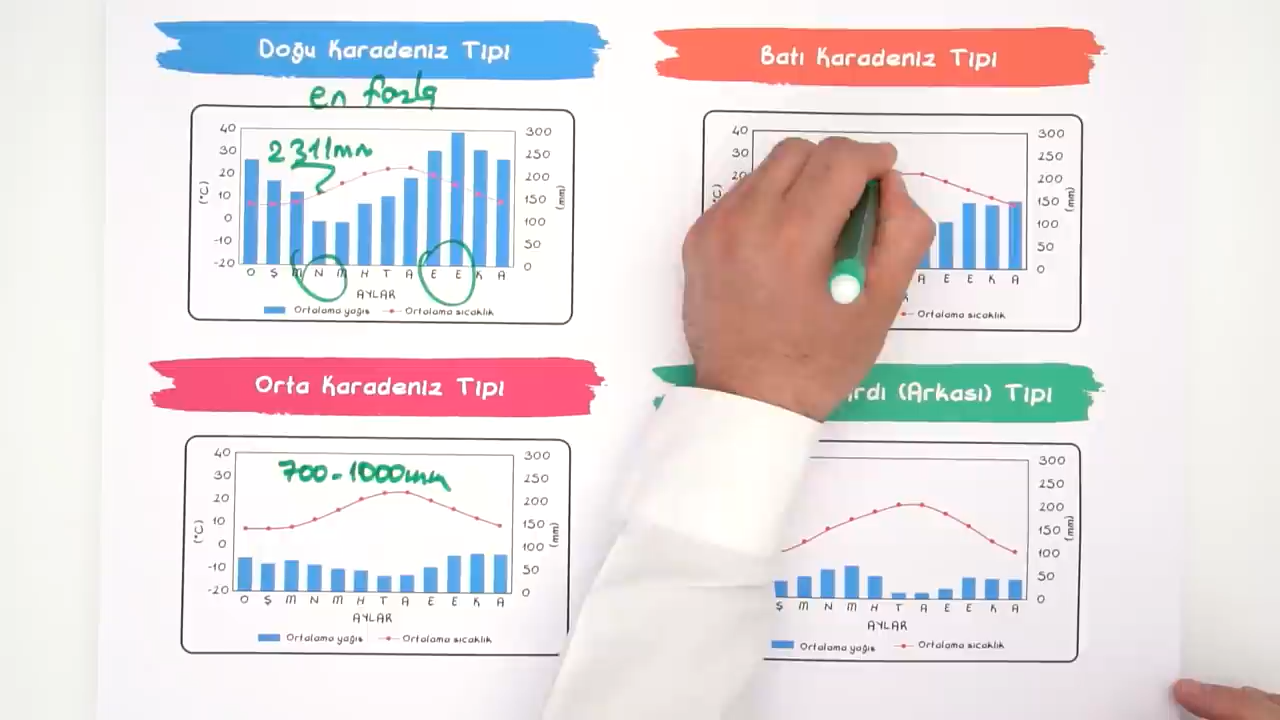 Doğu Karadeniz Tipi
en fazla
40
30
20
10
0
-10
-20
(°C)
2311mm
300
250
200
150
100
50
0
(mm)
O Ş M N M H T A E E K A
AYLAR
Ortalama yağış Ortalama sıcaklık
Batı Karadeniz Tipi
40
30
20
(°C)
300
250
200
150
100
50
0
(mm)
A E E K A
Ortalama sıcaklık
Orta Karadeniz Tipi
40
30
20
10
0
-10
-20
(°C)
700-1000mm
300
250
200
150
100
50
0
(mm)
O Ş M N M H T A E E K A
AYLAR
Ortalama yağış Ortalama sıcaklık
(Arkası) Tipi
300
250
200
150
100
50
0
(mm)
Ş M N M H T A E E K A
AYLAR
Ortalama yağış Ortalama sıcaklık